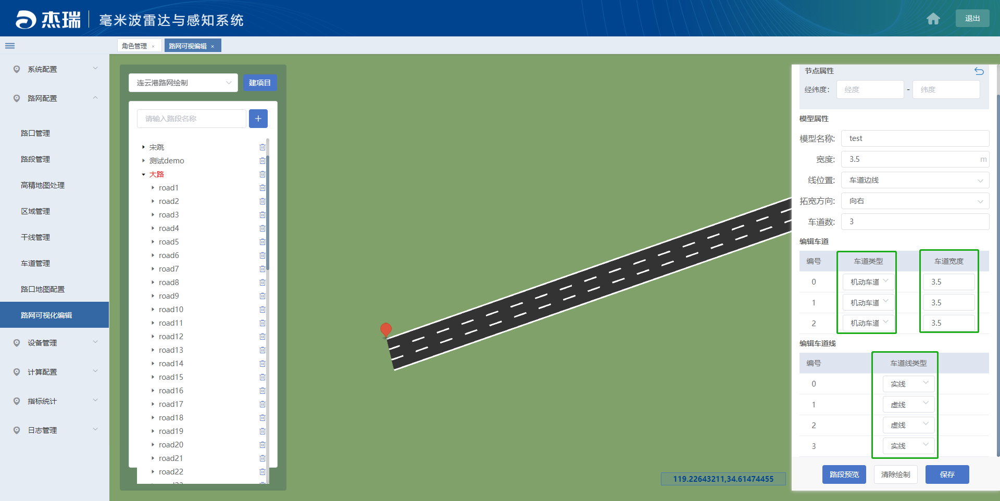 杰瑞 毫米波雷达与感知系统
退出
角色管理 ×
路网可视编辑 ×
系统配置
路网配置
路口管理
路段管理
高精地图处理
区域管理
干线管理
车道管理
路口地图配置
路网可视化编辑
设备管理
计算配置
指标统计
日志管理
连云港路网绘制
建项目
请输入路段名称
+
宋跳
测试demo
大路
road1
road2
road3
road4
road5
road6
road7
road8
road9
road10
road11
road12
road13
road14
road15
road16
road17
road18
road19
road20
road21
road22
119.22643211,34.61474455
节点属性
经纬度: 经度 - 纬度
模型属性
模型名称: test
宽度: 3.5 m
线位置: 车道边线
拓宽方向: 向右
车道数: 3
编辑车道
编号 车道类型 车道宽度
0 机动车道 3.5
1 机动车道 3.5
2 机动车道 3.5
编辑车道线
编号 车道线类型
0 实线
1 虚线
2 虚线
3 实线
路段预览 清除绘制 保存